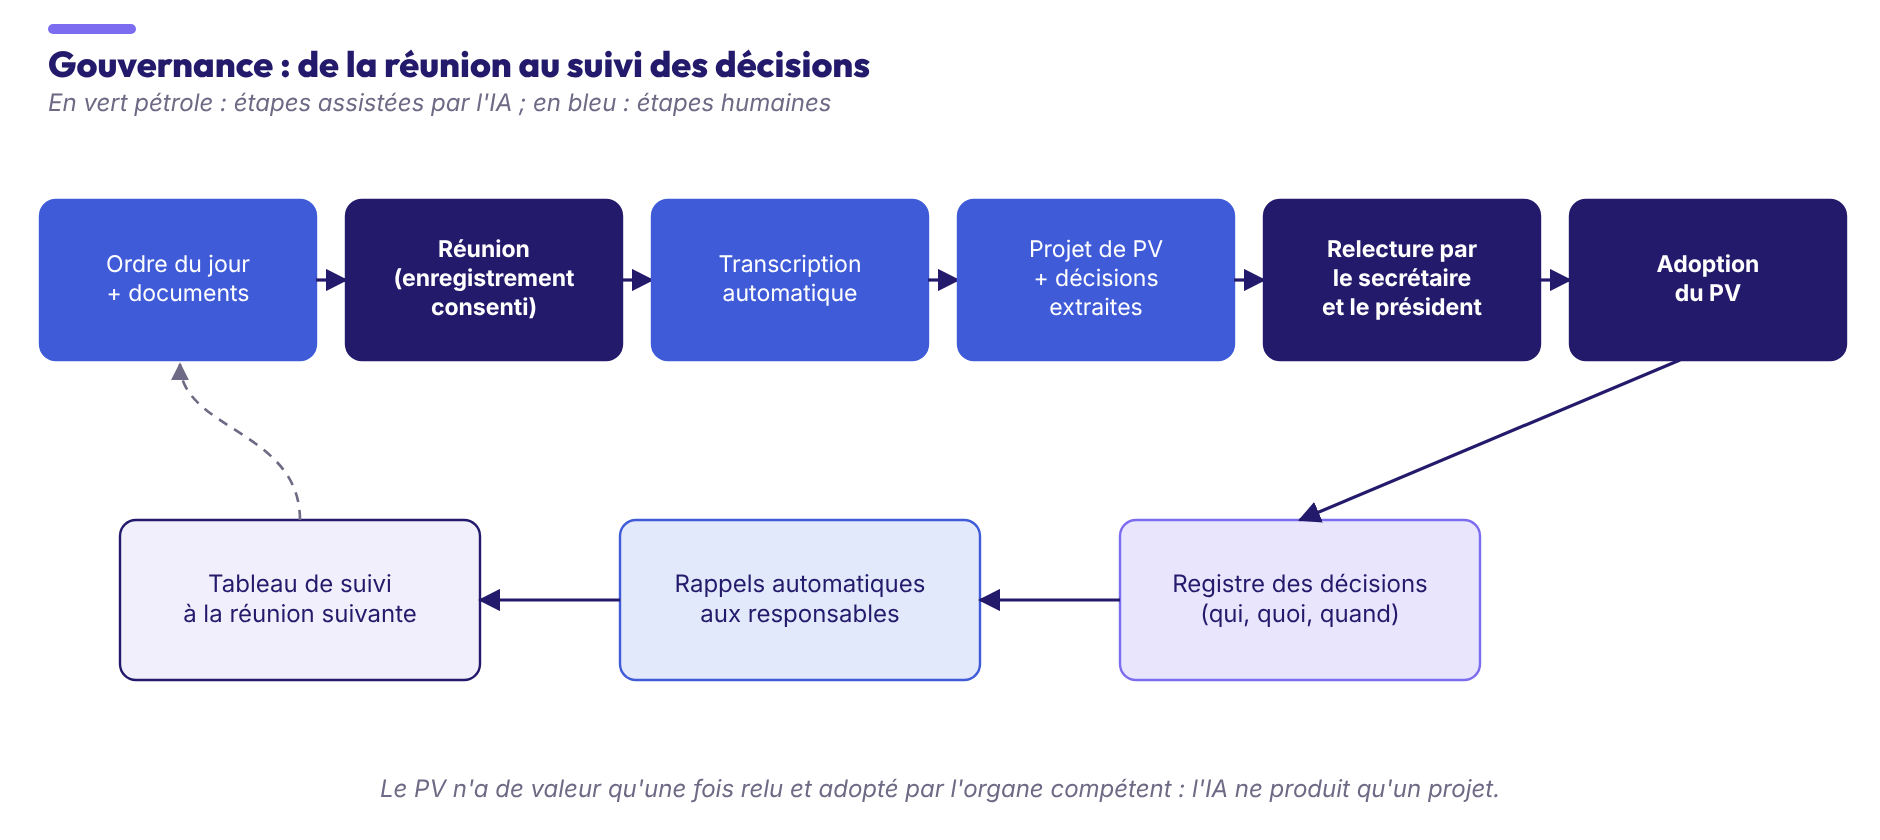 Gouvernance : de la réunion au suivi des décisions
En vert pétrole : étapes assistées par l'IA ; en bleu : étapes humaines
Ordre du jour
+ documents
Réunion
(enregistrement
consenti)
Transcription
automatique
Projet de PV
+ décisions
extraites
Relecture par
le secrétaire
et le président
Adoption
du PV
Tableau de suivi
à la réunion suivante
Rappels automatiques
aux responsables
Registre des décisions
(qui, quoi, quand)
Le PV n'a de valeur qu'une fois relu et adopté par l'organe compétent : l'IA ne produit qu'un projet.